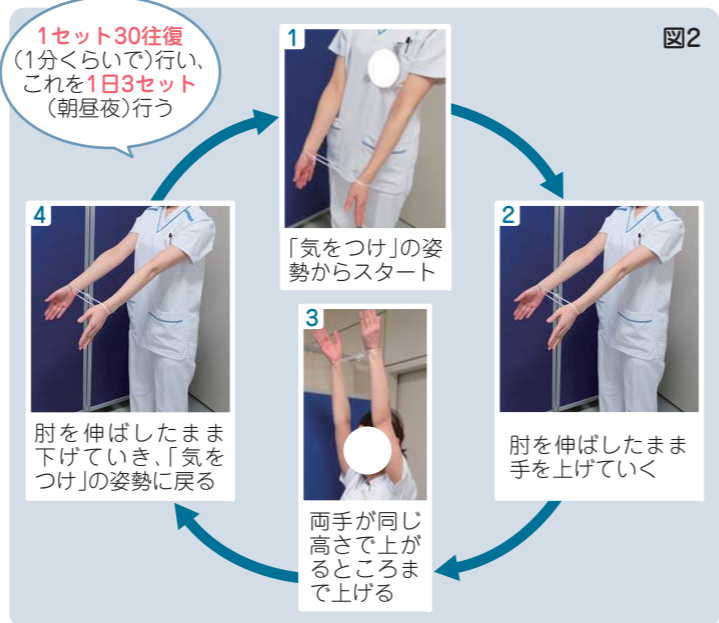 図2
1セット30往復
(1分くらいで)行い、
これを1日3セット
(朝昼夜)行う
1
「気をつけ」の姿
勢からスタート
2
肘を伸ばしたまま
手を上げていく
3
両手が同じ
高さで上が
るところま
で上げる
4
肘を伸ばしたまま
下げていき、「気を
つけ」の姿勢に戻る